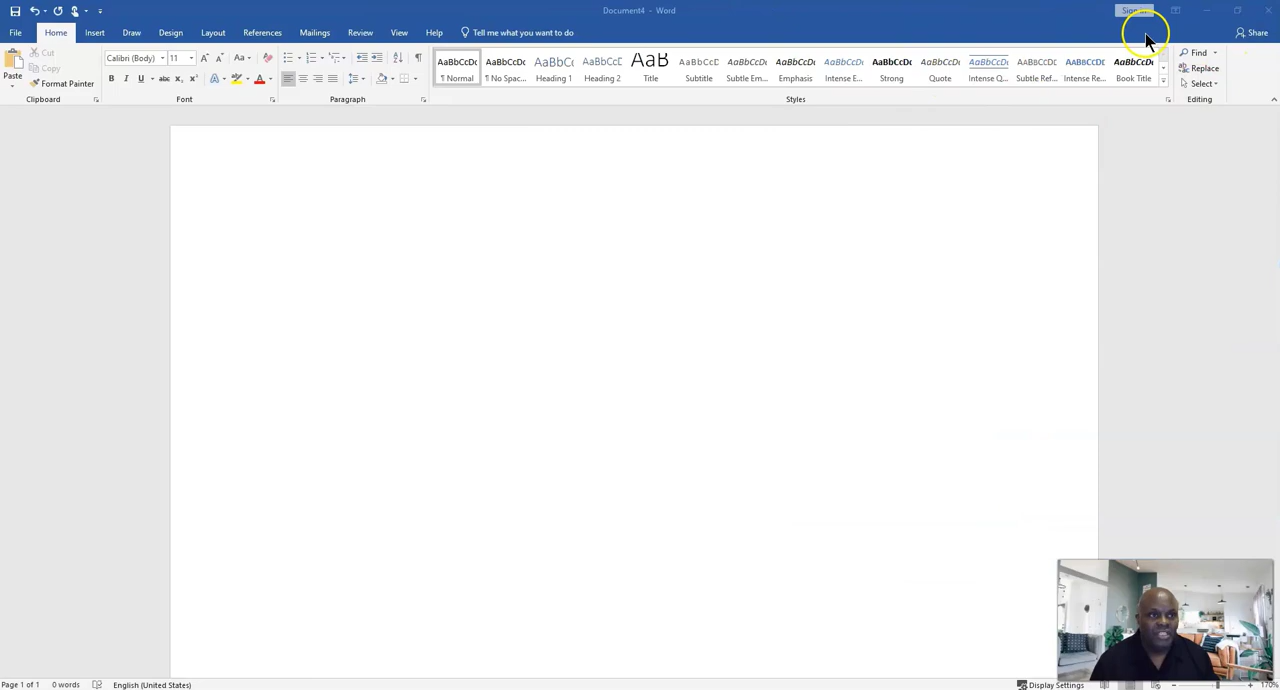 Document4 - Word
File Home Insert Draw Design Layout References Mailings Review View Help Tell me what you want to do Share
Paste
Cut
Copy
Format Painter
Clipboard
Calibri (Body) 11
Aa
B I U abc x x A A
Font
Paragraph
AaBbCcDc AaBbCcDc AaBbCc AaBbCcD AaB AaBbCcD AaBbCcDc AaBbCcDc AaBbCcDc AaBbCcDc AaBbCcDc AaBbCcDc AaBbCcDc AaBbCcDc AaBbCcDc
¶ Normal ¶ No Spac... Heading 1 Heading 2 Title Subtitle Subtle Em... Emphasis Intense E... Strong Quote Intense Q... Subtle Ref... Intense Re... Book Title
Styles
Find
Replace
Select
Editing
Page 1 of 1 0 words English (United States) Display Settings 170%